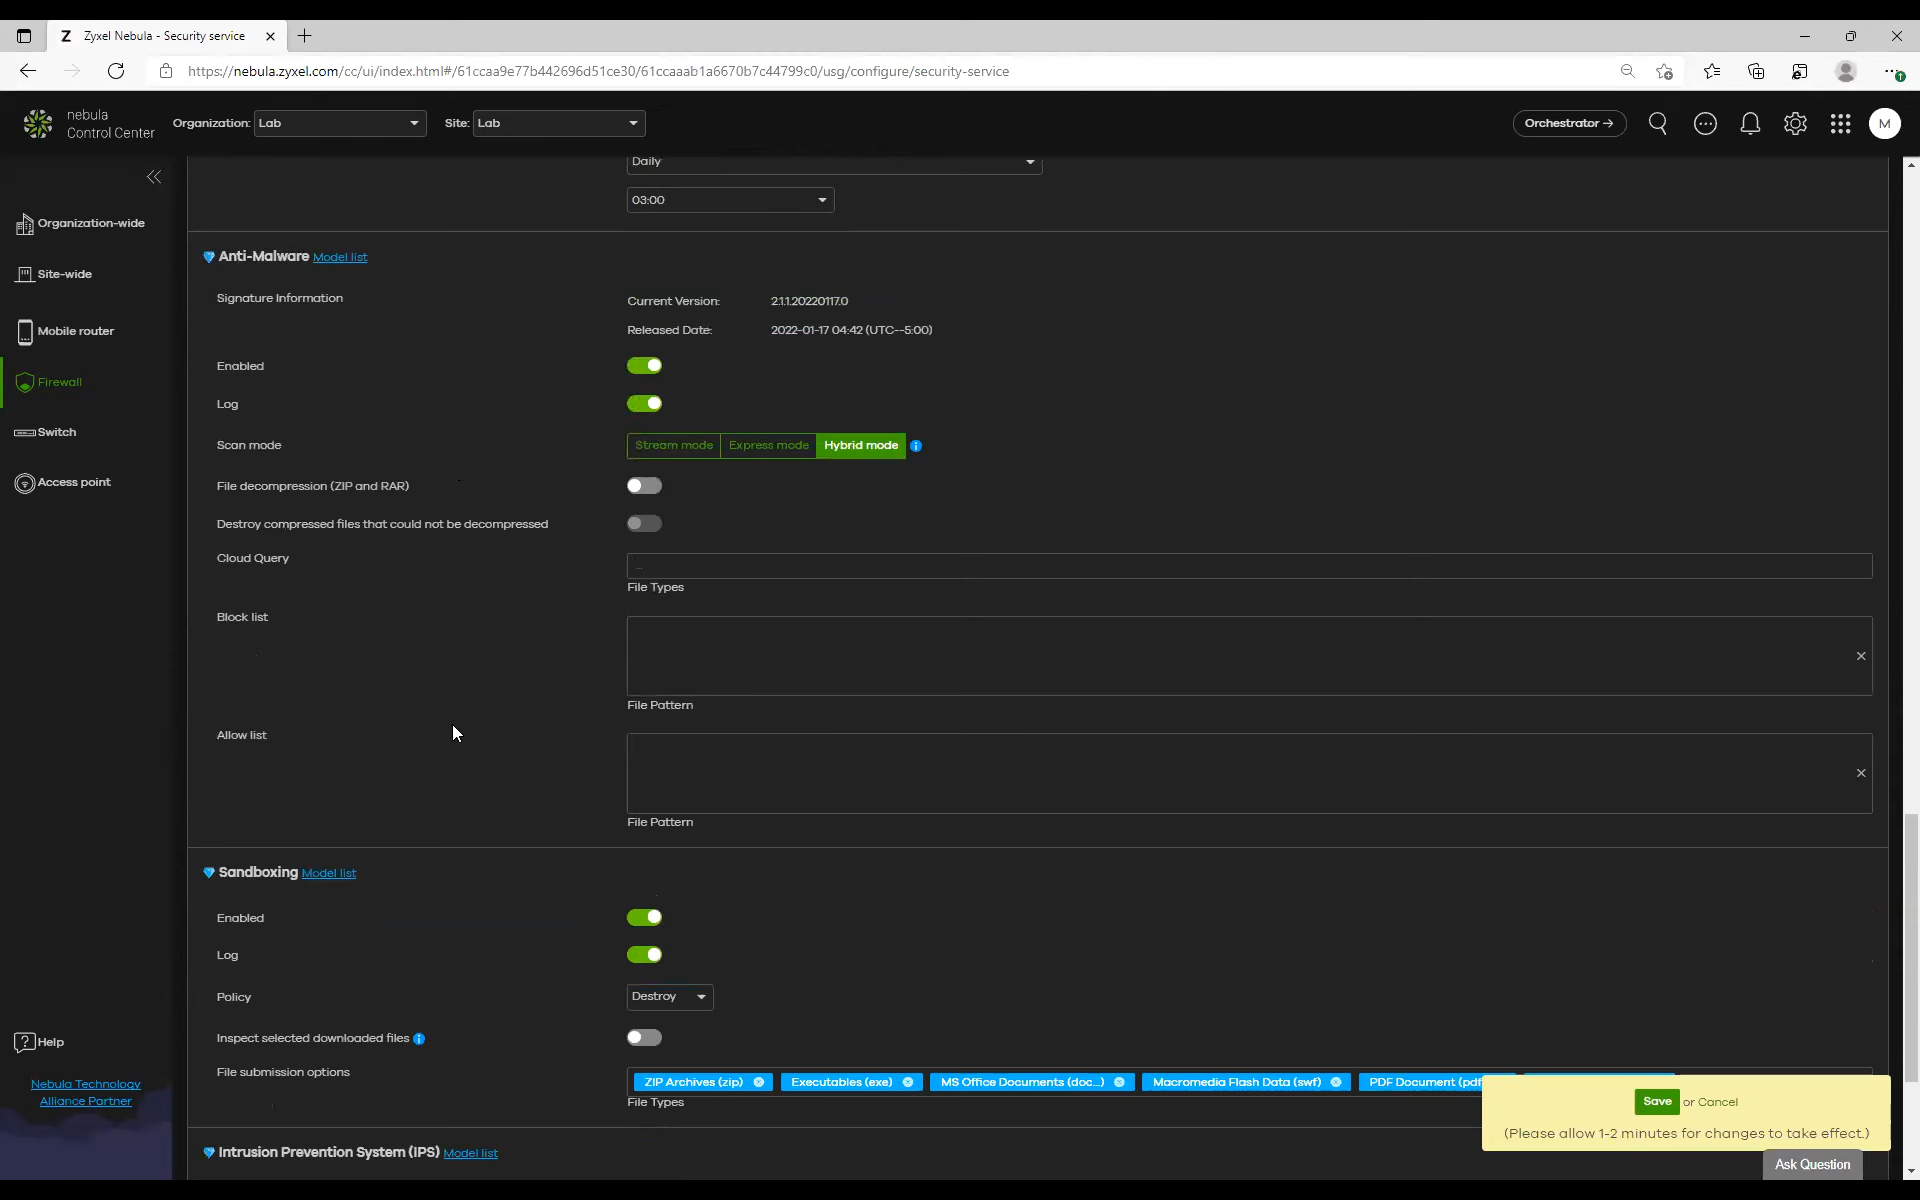 Z Zyxel Nebula - Security service
https://nebula.zyxel.com/cc/ui/index.html#/61ccaa9e77b442696d51ce30/61ccaaab1a6670b7c44799c0/usg/configure/security-service
nebula
Control Center
Organization: Lab
Site: Lab
Orchestrator →
M
Organization-wide
Site-wide
Mobile router
Firewall
Switch
Access point
Help
Nebula Technology
Alliance Partner
Daily
03:00
Anti-Malware Model list
Signature Information
Current Version: 2.1.1.20220117.0
Released Date: 2022-01-17 04:42 (UTC--5:00)
Enabled
Log
Scan mode
Stream mode Express mode Hybrid mode
File decompression (ZIP and RAR)
Destroy compressed files that could not be decompressed
Cloud Query
...
File Types
Block list
File Pattern
Allow list
File Pattern
Sandboxing Model list
Enabled
Log
Policy
Destroy
Inspect selected downloaded files
File submission options
ZIP Archives (zip) Executables (exe) MS Office Documents (doc...) Macromedia Flash Data (swf) PDF Document (pdf
File Types
Intrusion Prevention System (IPS) Model list
Save or Cancel
(Please allow 1-2 minutes for changes to take effect.)
Ask Question